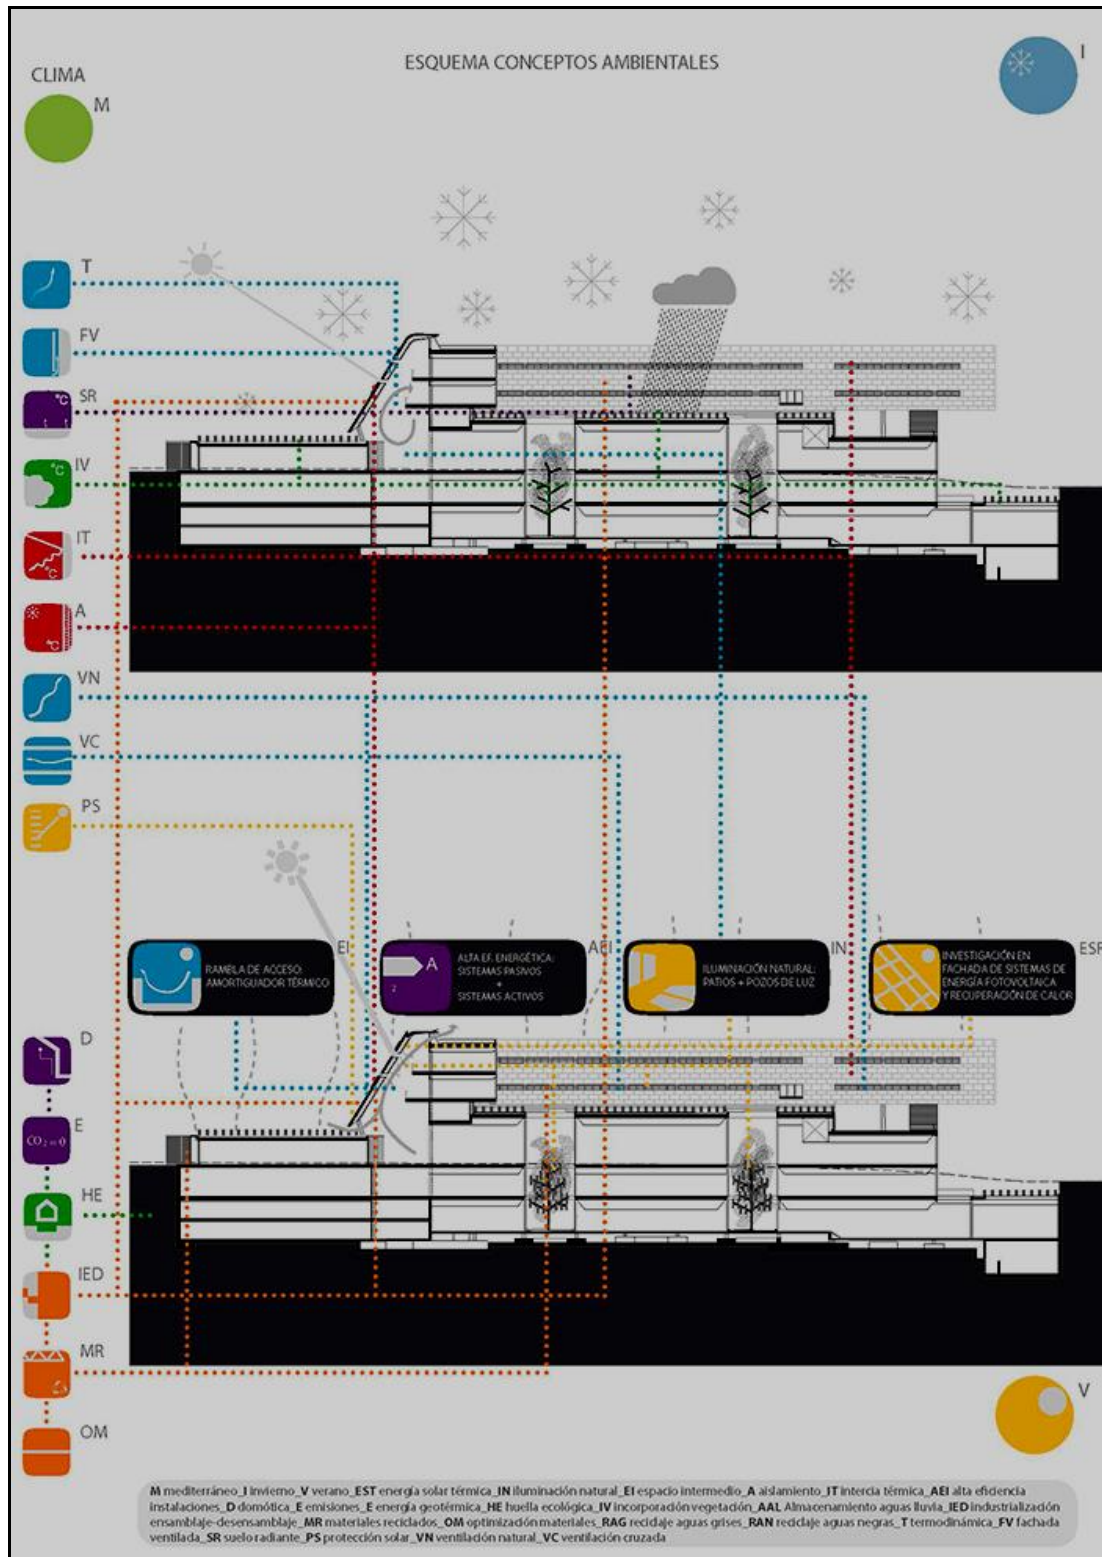 ESQUEMA CONCEPTOS AMBIENTALES
I
CLIMA
M
T
FV
SR
°C
IV
°C
IT
°C
A
VN
VC
PS
EI
RAMBLA DE ACCESO:
AMORTIGUADOR TÉRMICO
AEI
A
2
ALTA EF. ENERGÉTICA:
SISTEMAS PASIVOS
+
SISTEMAS ACTIVOS
IN
ILUMINACIÓN NATURAL:
PATIOS + POZOS DE LUZ
ESF
INVESTIGACIÓN EN
FACHADA DE SISTEMAS DE
ENERGÍA FOTOVOLTAICA
Y RECUPERACIÓN DE CALOR
D
E
CO2=0
HE
IED
MR
OM
V
M mediterráneo_I invierno_V verano_EST energía solar térmica_IN iluminación natural_EI espacio intermedio_A aislamiento_IT intercia térmica_AEI alta eficiencia
instalaciones_D domótica_E emisiones_E energía geotérmica_HE huella ecológica_IV incorporación vegetación_AAL Almacenamiento aguas lluvia_IED industrialización
ensamblaje-desensamblaje_MR materiales reciclados_OM optimización materiales_RAG reciclaje aguas grises_RAN reciclaje aguas negras_T termodinámica_FV fachada
ventilada_SR suelo radiante_PS protección solar_VN ventilación natural_VC ventilación cruzada